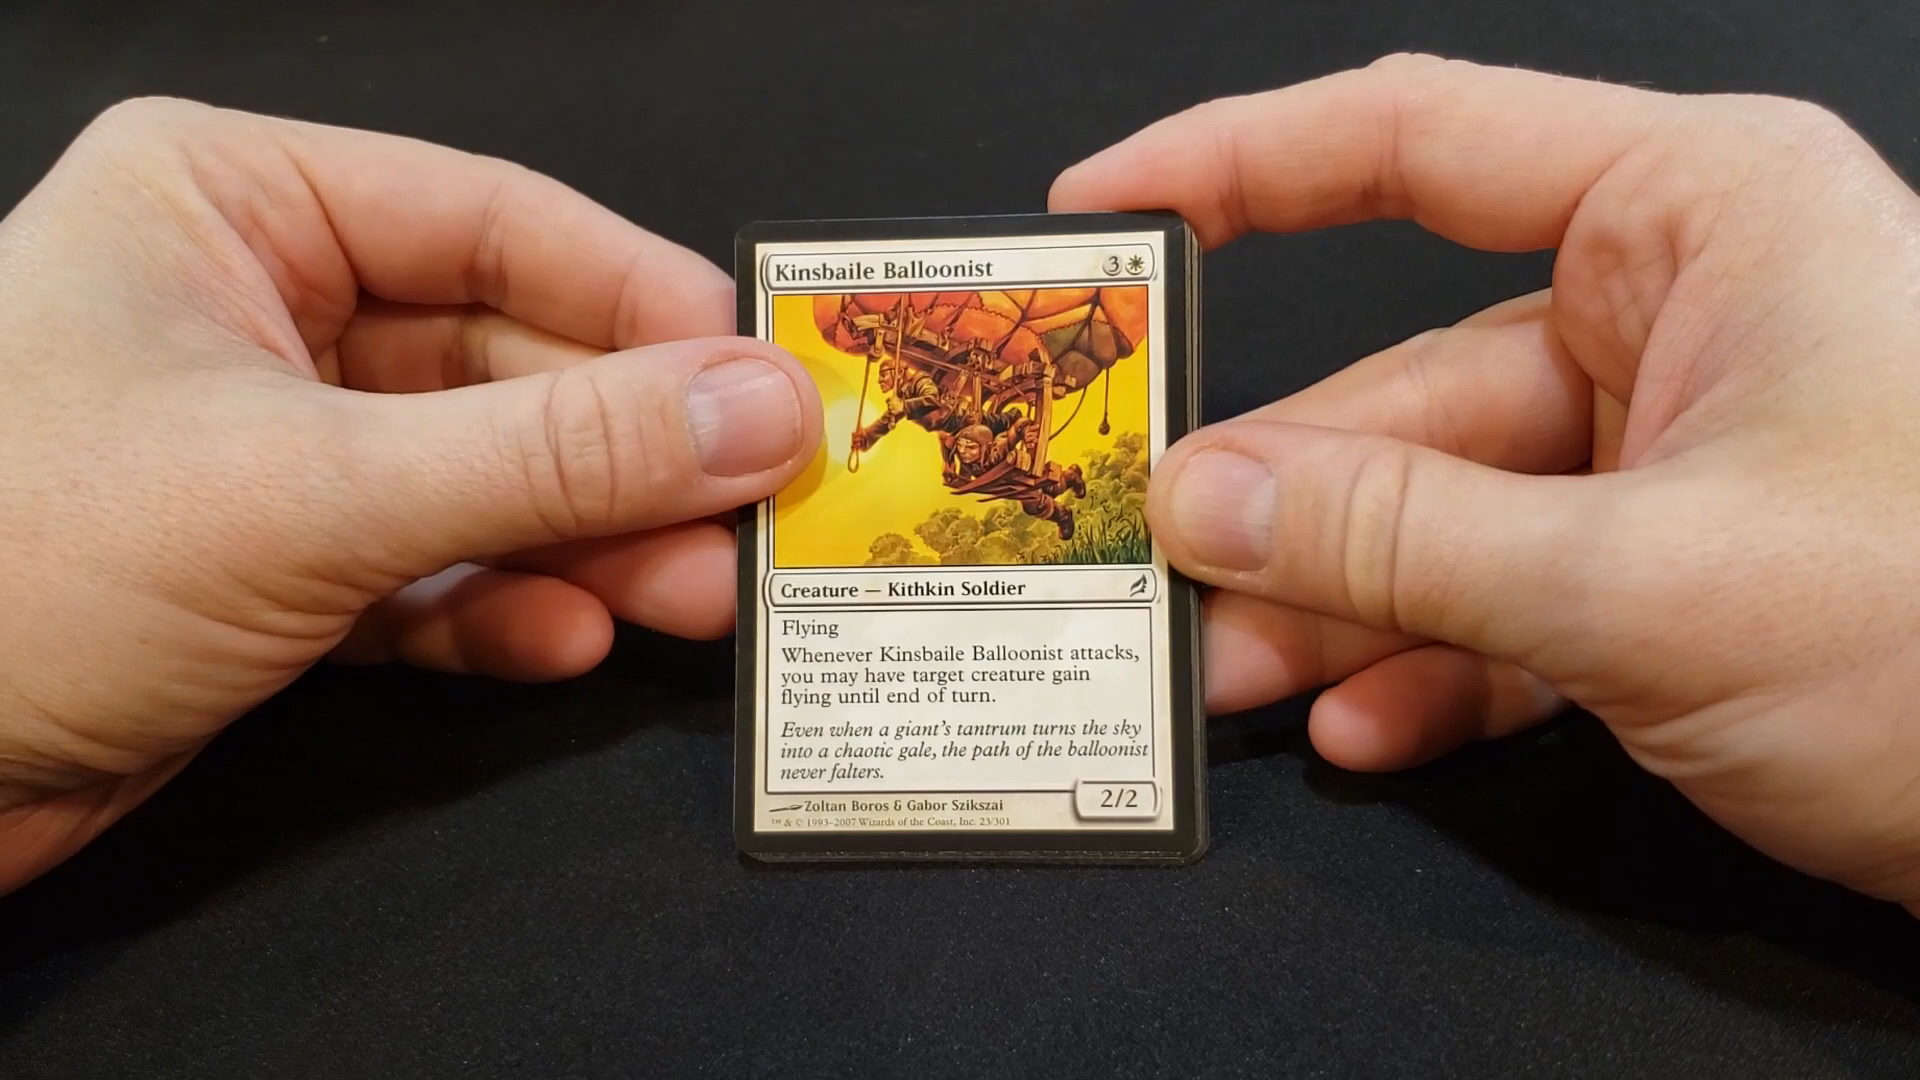 Kinsbaile Balloonist 3
Creature — Kithkin Soldier
Flying
Whenever Kinsbaile Balloonist attacks,
you may have target creature gain
flying until end of turn.
Even when a giant's tantrum turns the sky
into a chaotic gale, the path of the balloonist
never falters.
2/2
Zoltan Boros & Gabor Szikszai
™ & © 1993–2007 Wizards of the Coast, Inc. 23/301